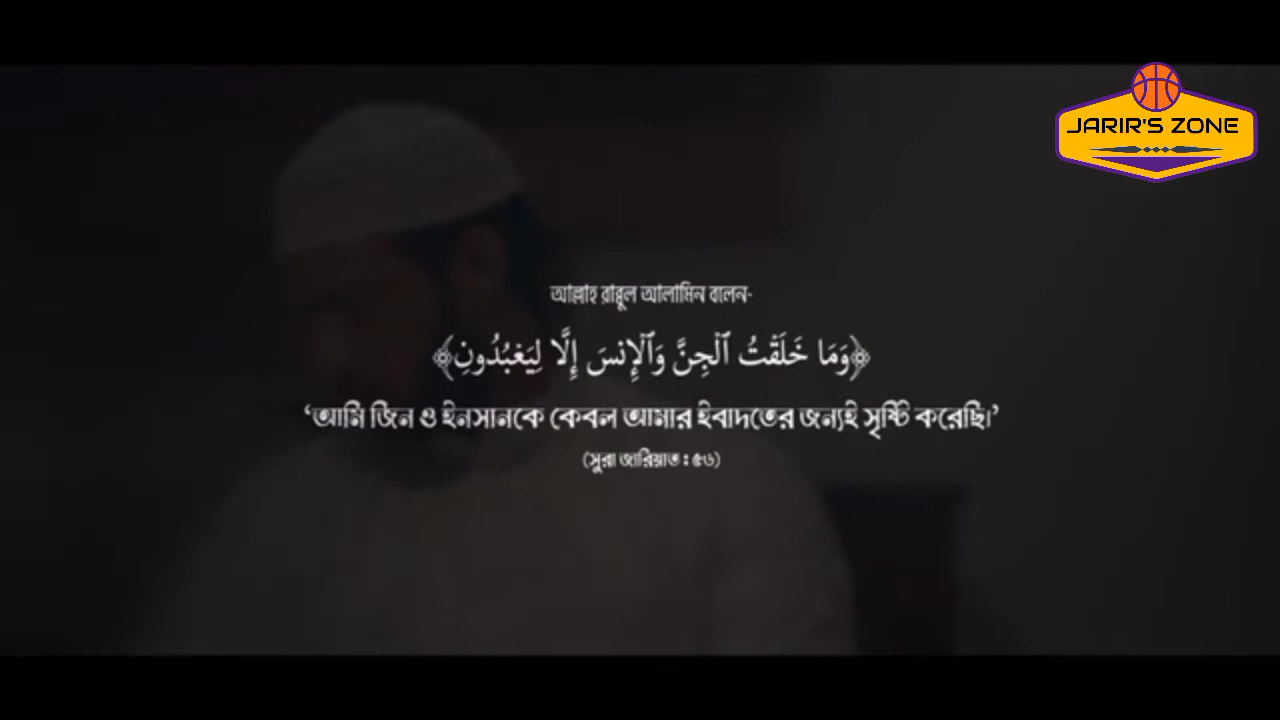 JARIR'S ZONE
আল্লাহ রাব্বুল আলামিন বলেন-
﴿وَمَا خَلَقْتُ ٱلْجِنَّ وَٱلْإِنسَ إِلَّا لِيَعْبُدُونِ﴾
‘আমি জিন ও ইনসানকে কেবল আমার ইবাদতের জন্যই সৃষ্টি করেছি।’
(সুরা জারিয়াত : ৫৬)